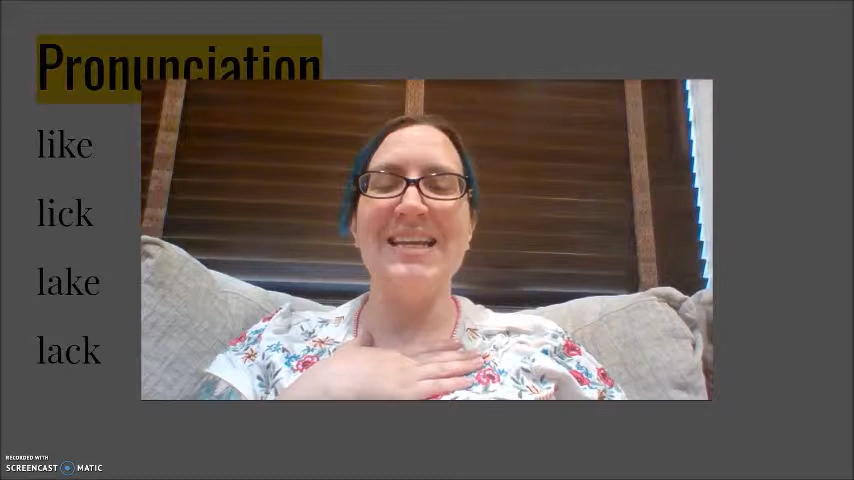 Pronunciation
like
lick
lake
lack
RECORDED WITH
SCREENCAST MATIC